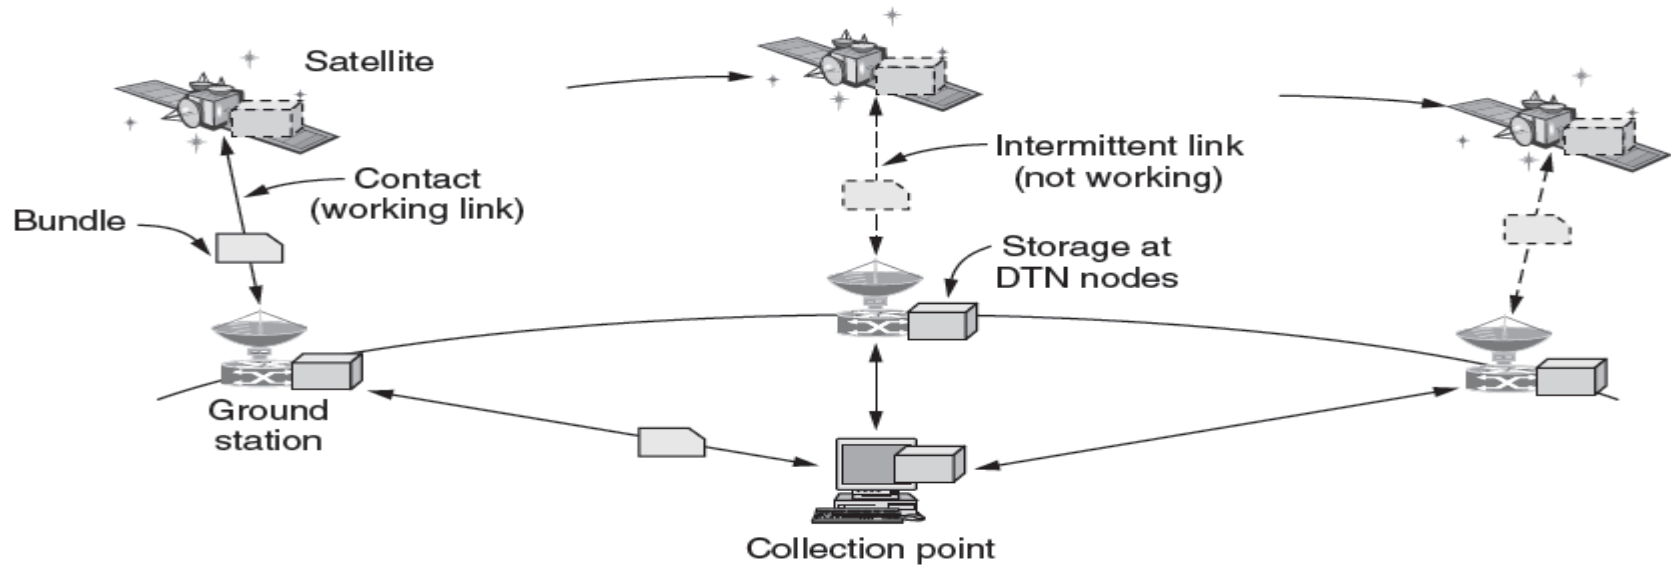 Satellite
Contact
(working link)
Bundle
Intermittent link
(not working)
Storage at
DTN nodes
Ground
station
Collection point